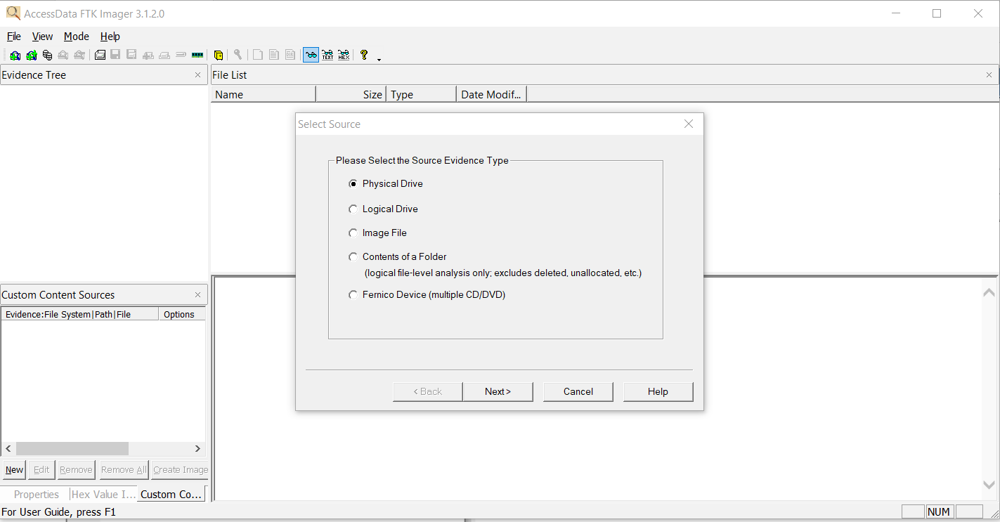 AccessData FTK Imager 3.1.2.0
File View Mode Help
TEXT HEX
Evidence Tree
File List
Name Size Type Date Modif...
Select Source
Please Select the Source Evidence Type
Physical Drive
Logical Drive
Image File
Contents of a Folder
(logical file-level analysis only; excludes deleted, unallocated, etc.)
Fernico Device (multiple CD/DVD)
< Back Next > Cancel Help
Custom Content Sources
Evidence:File System|Path|File Options
New Edit Remove Remove All Create Image
Properties Hex Value I... Custom Co...
For User Guide, press F1
NUM